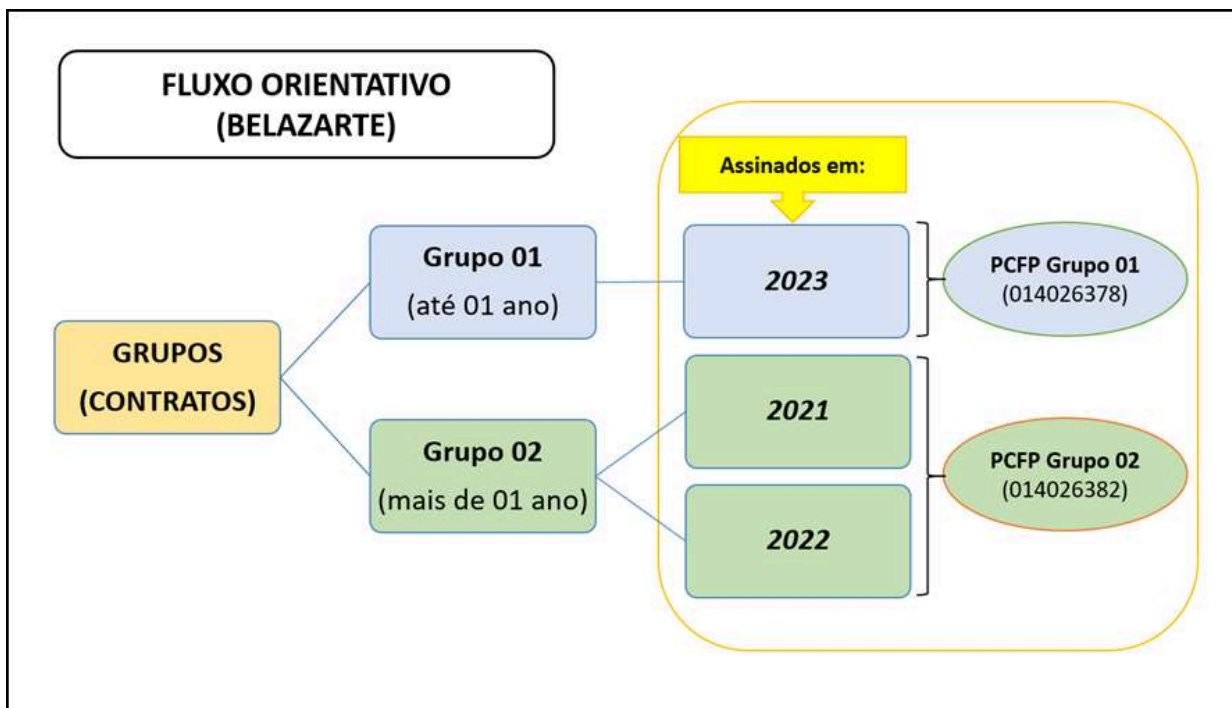 FLUXO ORIENTATIVO
(BELAZARTE)
Assinados em:
GRUPOS
(CONTRATOS)
Grupo 01
(até 01 ano)
2023
PCFP Grupo 01
(014026378)
Grupo 02
(mais de 01 ano)
2021
2022
PCFP Grupo 02
(014026382)